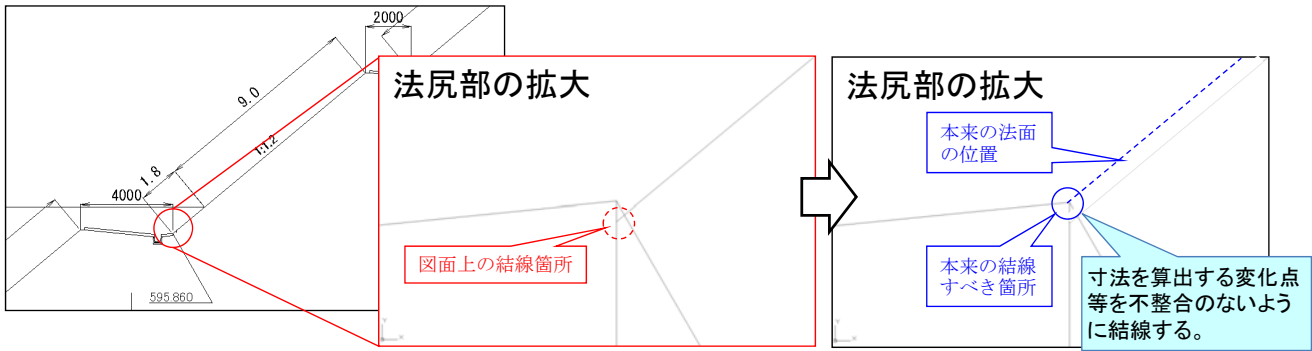 2000
9.0
1:1.2
1.8
4000
595.860
法尻部の拡大
図面上の結線箇所
法尻部の拡大
本来の法面
の位置
本来の結線
すべき箇所
寸法を算出する変化点
等を不整合のないよう
に結線する。